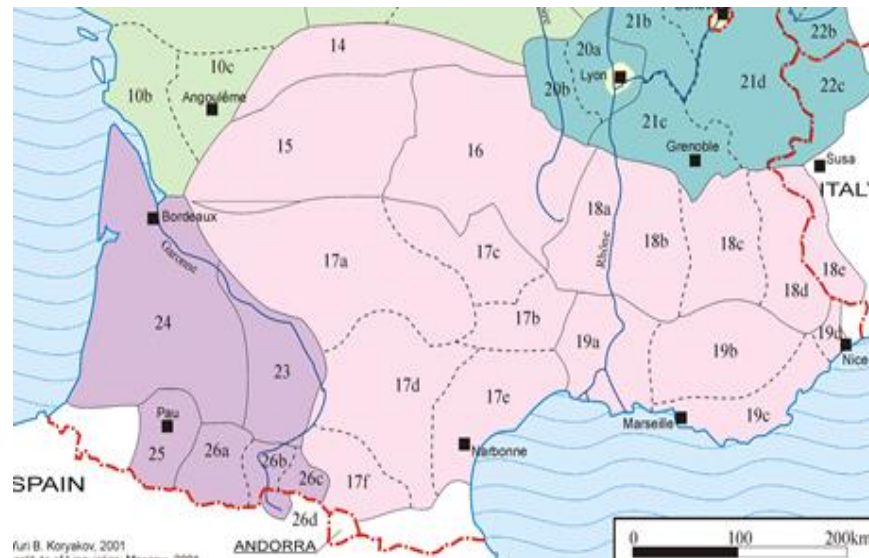 21b
22b
14
20a
10c
Lyon
21d
10b
20b
22c
Angoulême
21c
15
16
Grenoble
Susa
ITALY
18a
Bordeaux
18b
18c
17c
Rhône
Garonne
17a
18e
18d
24
17b
19a
19d
19b
Nice
23
17d
17e
19c
Pau
Marseille
25
26a
26b
Narbonne
26c
17f
SPAIN
26d
Yuri B. Koryakov, 2001
ANDORRA
0 100 200km